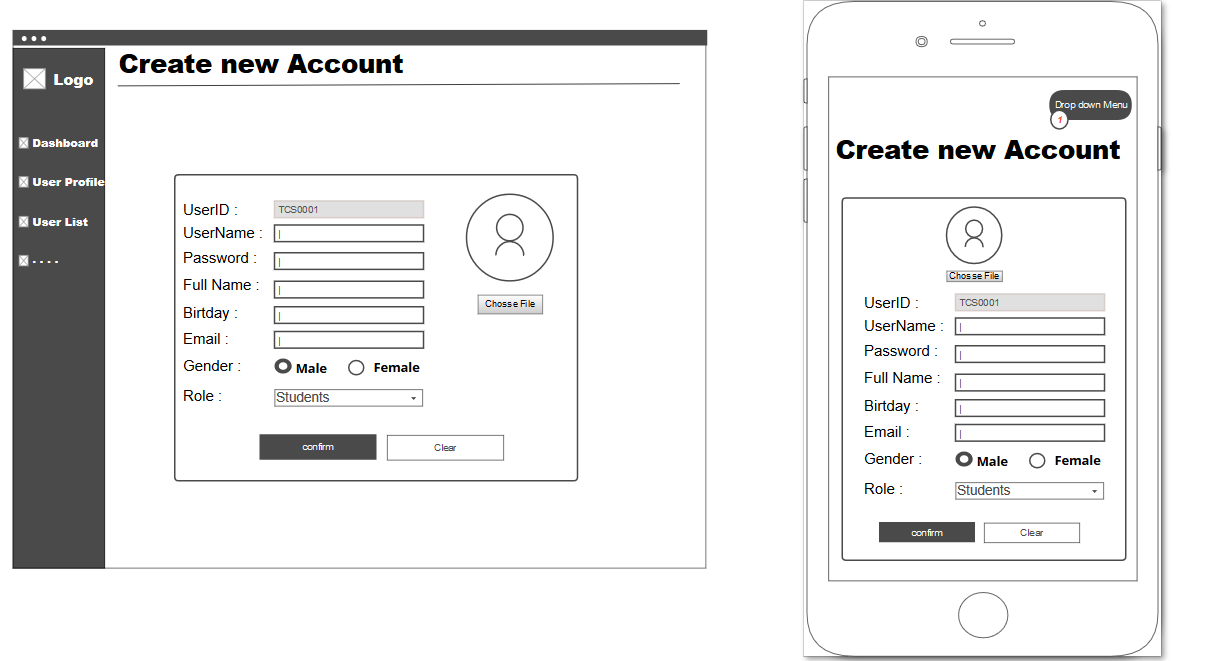 Create new Account
Logo
Dashboard
User Profile
User List
- - - -
UserID : TCS0001
UserName :
Password :
Full Name :
Birtday :
Email :
Gender : Male Female
Role : Students
Chosse File
confirm Clear
Drop down Menu
1
Create new Account
Chosse File
UserID : TCS0001
UserName :
Password :
Full Name :
Birtday :
Email :
Gender : Male Female
Role : Students
confirm Clear